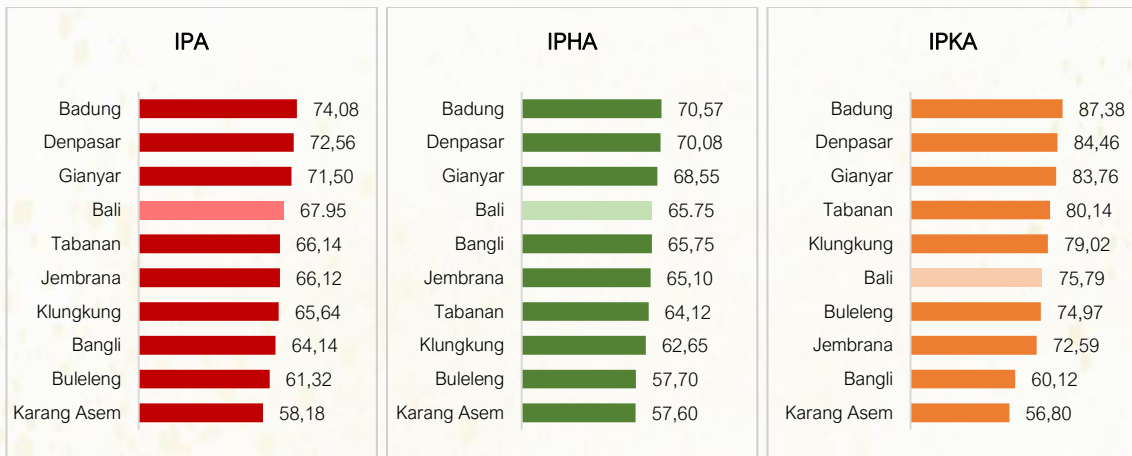 IPA
Badung 74,08
Denpasar 72,56
Gianyar 71,50
Bali 67.95
Tabanan 66,14
Jembrana 66,12
Klungkung 65,64
Bangli 64,14
Buleleng 61,32
Karang Asem 58,18
IPHA
Badung 70,57
Denpasar 70,08
Gianyar 68,55
Bali 65.75
Bangli 65,75
Jembrana 65,10
Tabanan 64,12
Klungkung 62,65
Buleleng 57,70
Karang Asem 57,60
IPKA
Badung 87,38
Denpasar 84,46
Gianyar 83,76
Tabanan 80,14
Klungkung 79,02
Bali 75,79
Buleleng 74,97
Jembrana 72,59
Bangli 60,12
Karang Asem 56,80